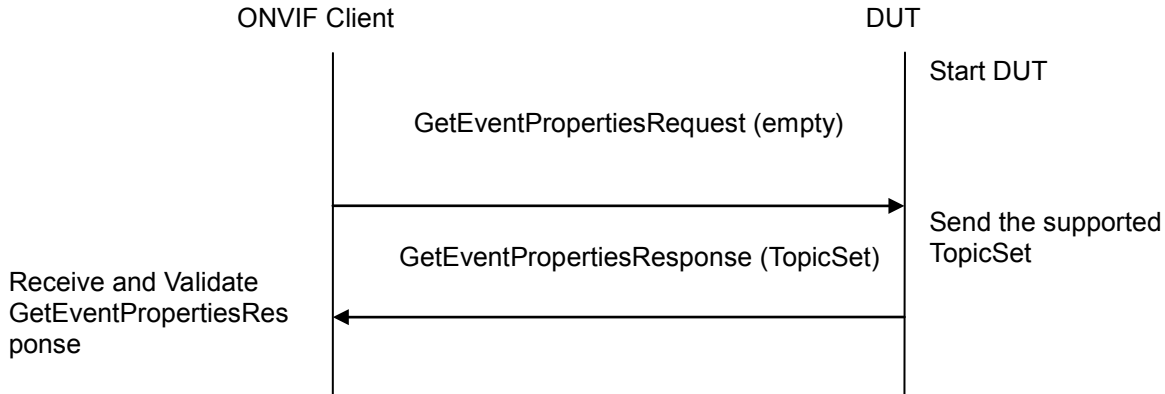 ONVIF Client
DUT
Start DUT
GetEventPropertiesRequest (empty)
Send the supported
TopicSet
GetEventPropertiesResponse (TopicSet)
Receive and Validate
GetEventPropertiesRes
ponse